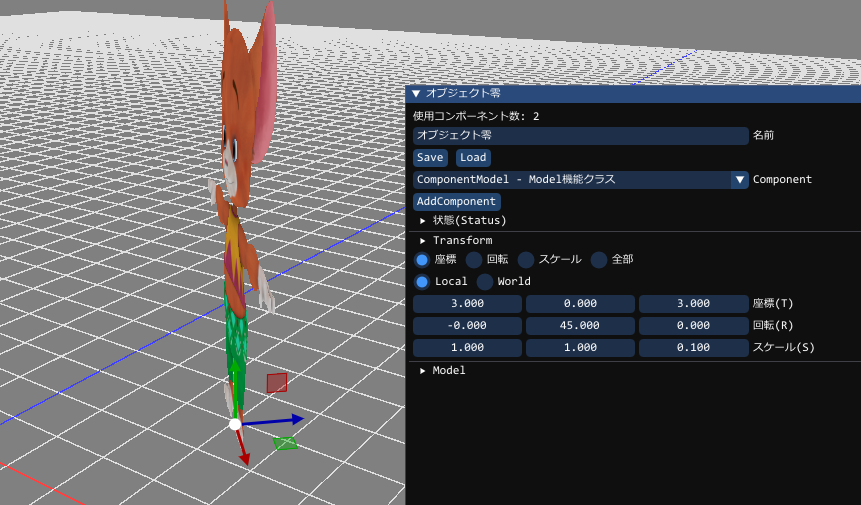 オブジェクト零
使用コンポーネント数: 2
オブジェクト零 名前
Save Load
ComponentModel - Model機能クラス Component
AddComponent
状態(Status)
Transform
座標 回転 スケール 全部
Local World
3.000 0.000 3.000 座標(T)
-0.000 45.000 0.000 回転(R)
1.000 1.000 0.100 スケール(S)
Model